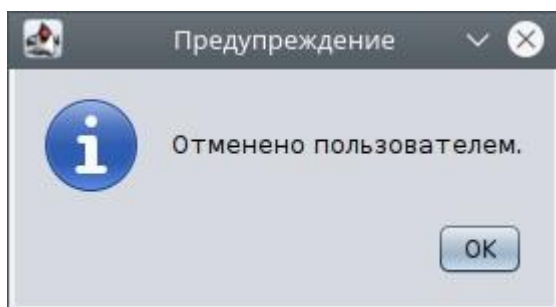 Предупреждение
Отменено пользователем.
OK